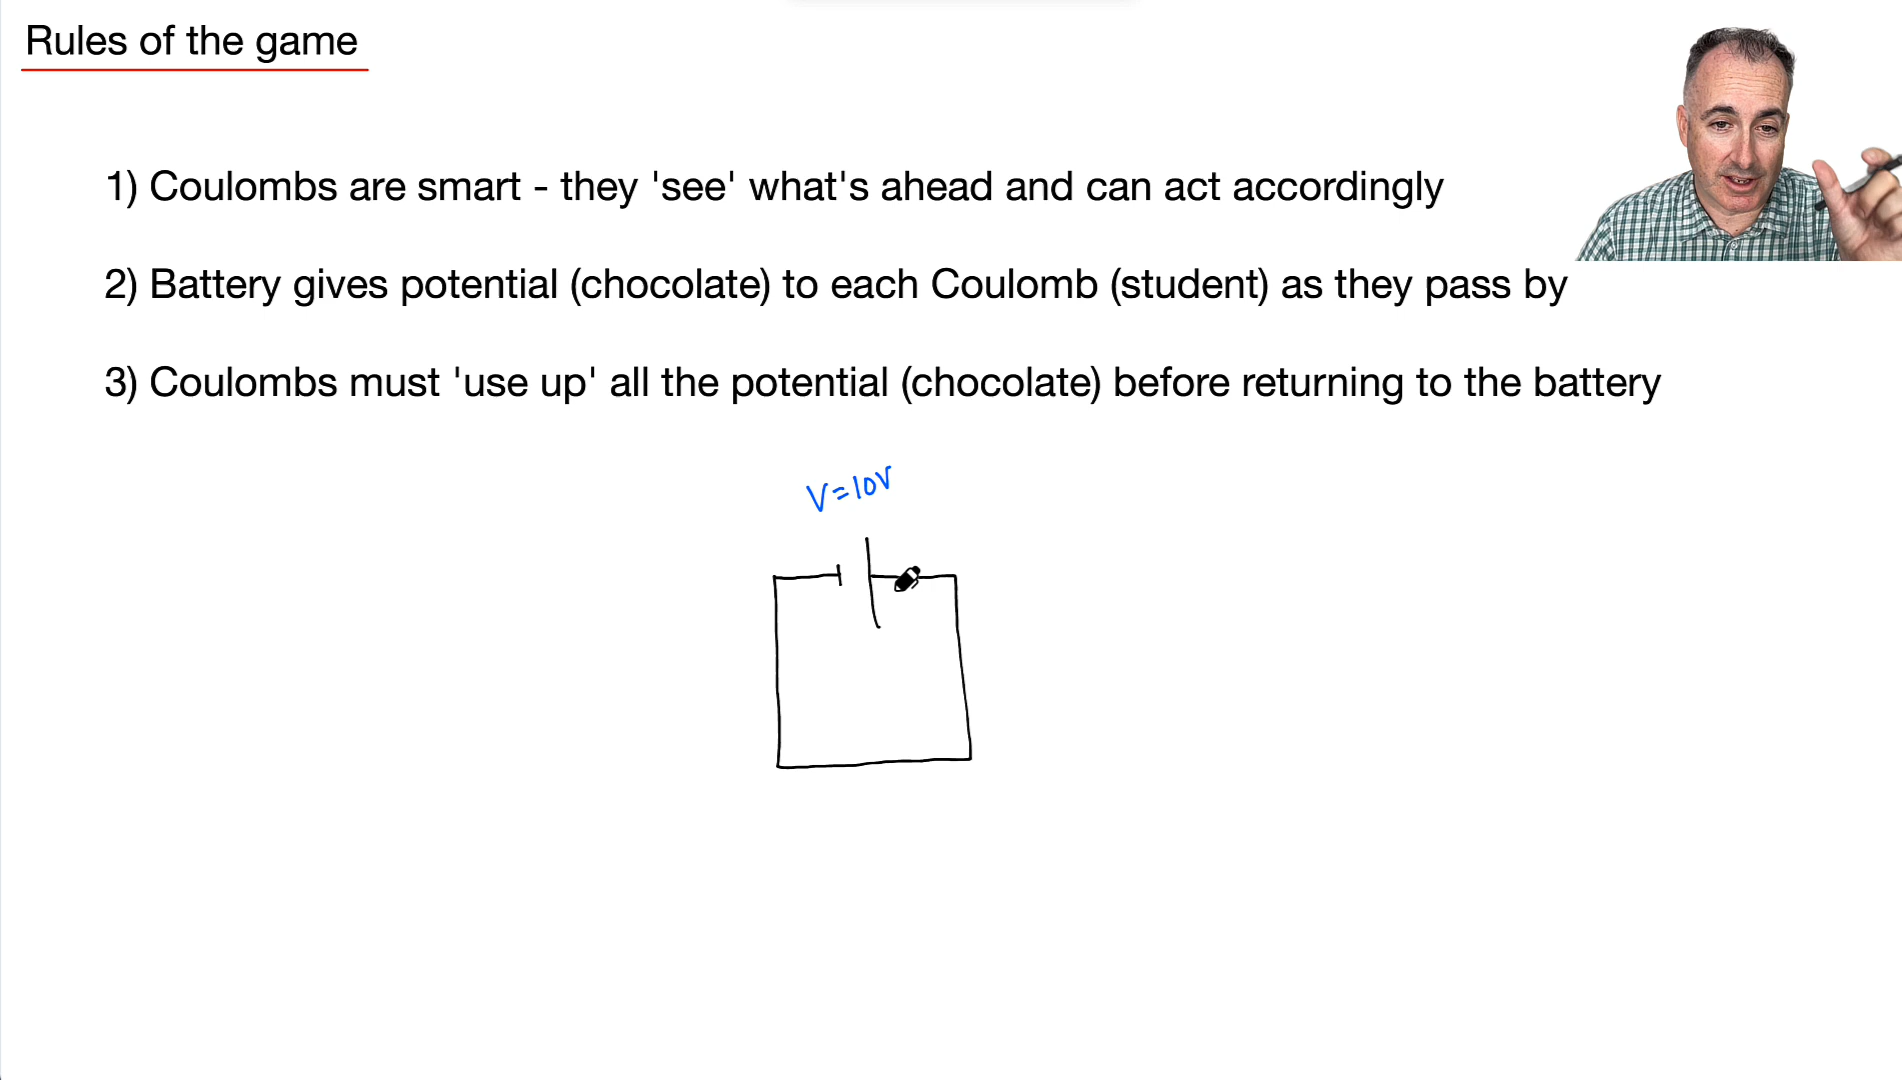 Rules of the game
1) Coulombs are smart - they 'see' what's ahead and can act accordingly
2) Battery gives potential (chocolate) to each Coulomb (student) as they pass by
3) Coulombs must 'use up' all the potential (chocolate) before returning to the battery
V=10V